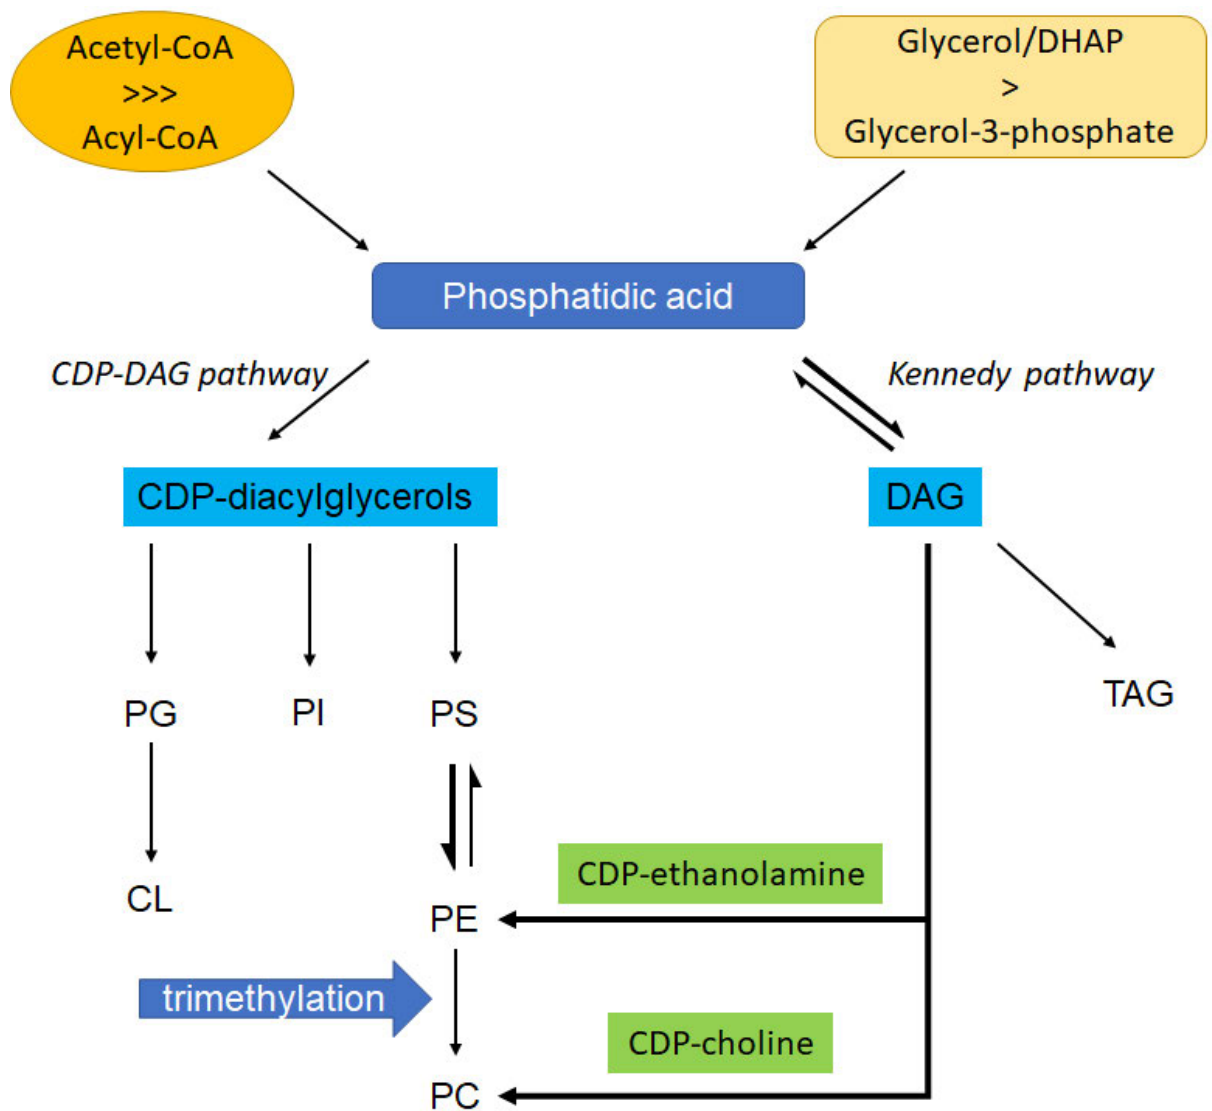 Acetyl-CoA
>>>
Acyl-CoA
Glycerol/DHAP
>
Glycerol-3-phosphate
Phosphatidic acid
CDP-DAG pathway
Kennedy pathway
CDP-diacylglycerols
DAG
PG
PI
PS
TAG
CL
CDP-ethanolamine
PE
trimethylation
CDP-choline
PC